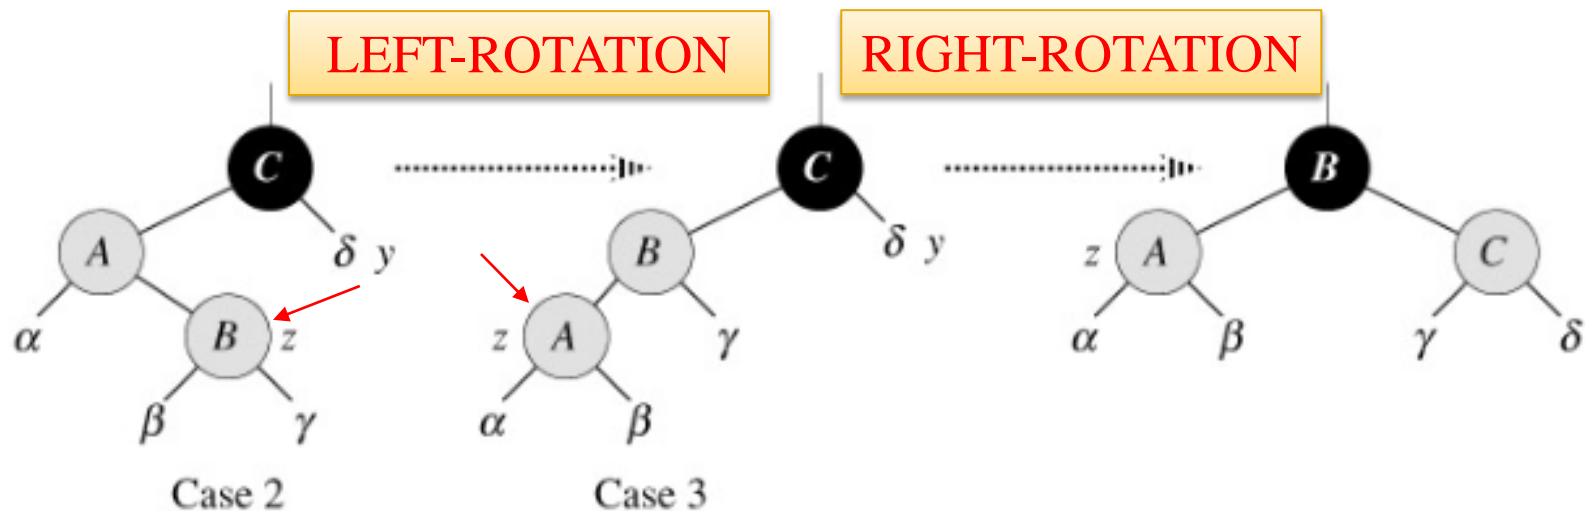 LEFT-ROTATION RIGHT-ROTATION
C C B
A δ y B δ y z A C
α B z z A γ α β γ δ
β γ α β
Case 2 Case 3